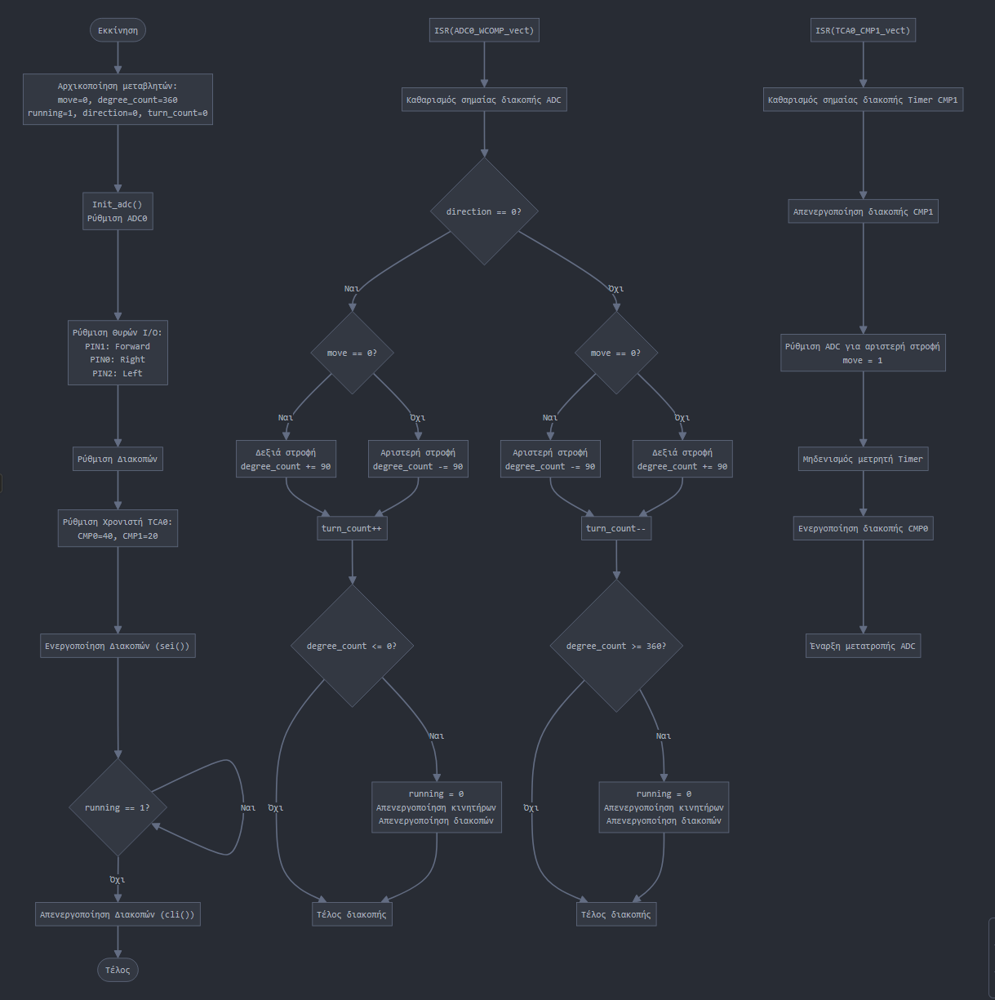 Εκκίνηση
Αρχικοποίηση μεταβλητών:
move=0, degree_count=360
running=1, direction=0, turn_count=0
Init_adc()
Ρύθμιση ADC0
Ρύθμιση Θυρών I/O:
PIN1: Forward
PIN0: Right
PIN2: Left
Ρύθμιση Διακοπών
Ρύθμιση Χρονιστή TCA0:
CMP0=40, CMP1=20
Ενεργοποίηση Διακοπών (sei())
running == 1?
Ναι
Όχι
Απενεργοποίηση Διακοπών (cli())
Τέλος
ISR(ADC0_WCOMP_vect)
Καθαρισμός σημαίας διακοπής ADC
direction == 0?
Ναι
Όχι
move == 0?
Ναι
Όχι
Δεξιά στροφή
degree_count += 90
Αριστερή στροφή
degree_count -= 90
turn_count++
degree_count <= 0?
Ναι
Όχι
running = 0
Απενεργοποίηση κινητήρων
Απενεργοποίηση διακοπών
Τέλος διακοπής
move == 0?
Ναι
Όχι
Αριστερή στροφή
degree_count -= 90
Δεξιά στροφή
degree_count += 90
turn_count--
degree_count >= 360?
Ναι
Όχι
running = 0
Απενεργοποίηση κινητήρων
Απενεργοποίηση διακοπών
Τέλος διακοπής
ISR(TCA0_CMP1_vect)
Καθαρισμός σημαίας διακοπής Timer CMP1
Απενεργοποίηση διακοπής CMP1
Ρύθμιση ADC για αριστερή στροφή
move = 1
Μηδενισμός μετρητή Timer
Ενεργοποίηση διακοπής CMP0
Έναρξη μετατροπής ADC